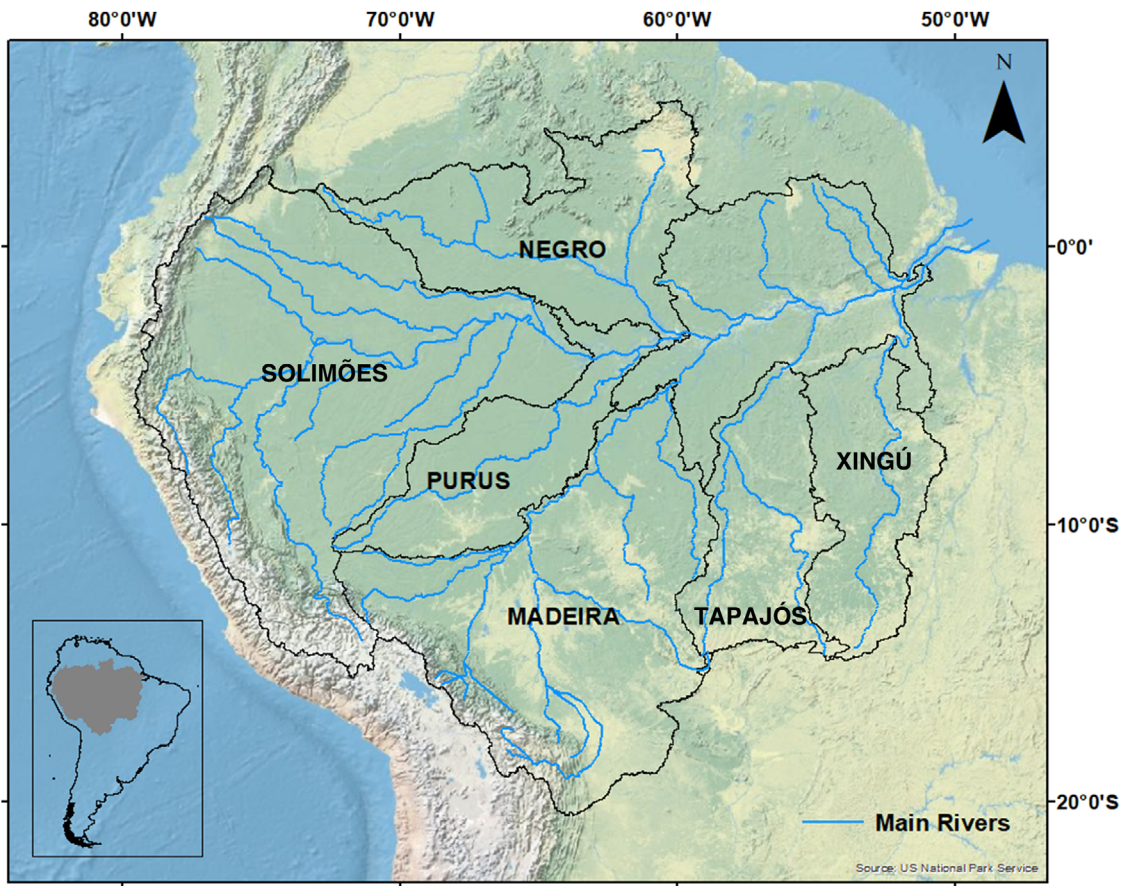 80°0'W 70°0'W 60°0'W 50°0'W
N
NEGRO
0°0'
SOLIMÕES
XINGÚ
PURUS
10°0'S
MADEIRA
TAPAJÓS
20°0'S
Main Rivers
Source: US National Park Service